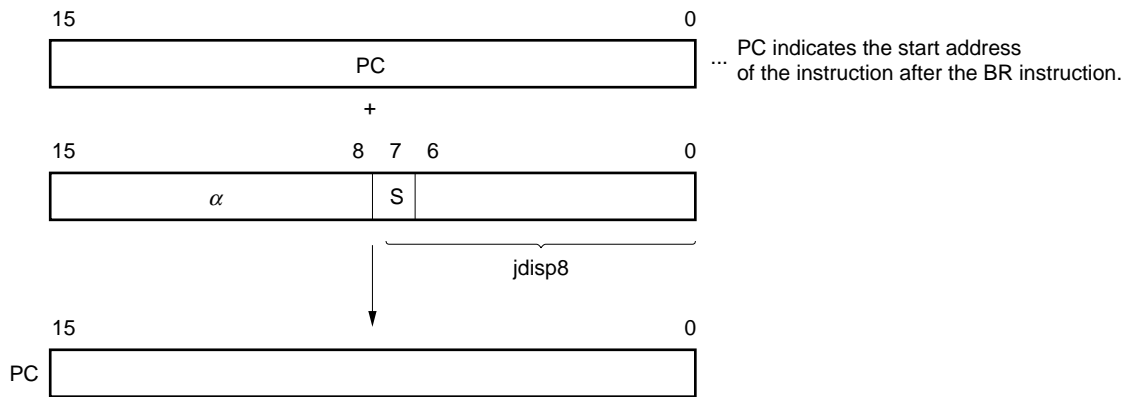 15 0
PC
... PC indicates the start address
of the instruction after the BR instruction.
+
15 8 7 6 0
α S
jdisp8
15 0
PC